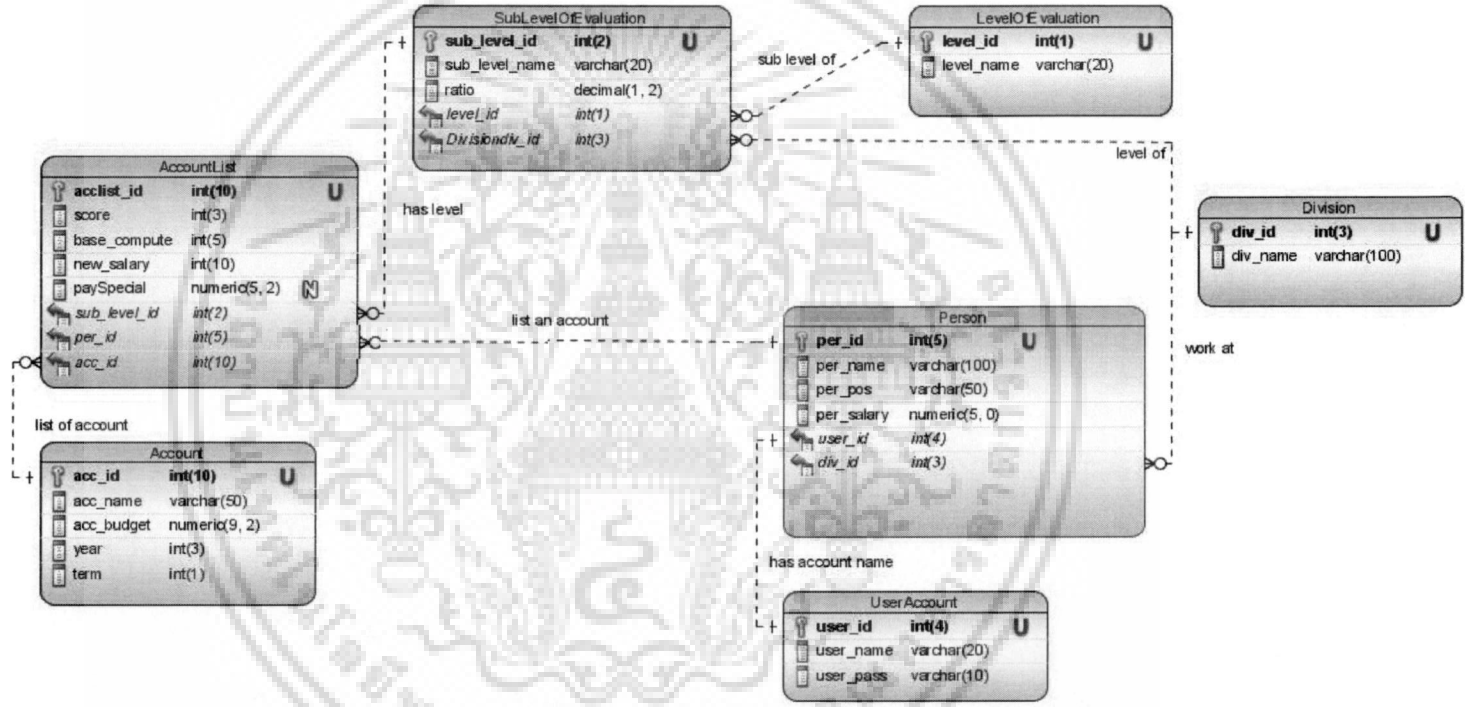 SubLevelOfEvaluation
sub_level_id int(2) U
sub_level_name varchar(20)
ratio decimal(1, 2)
level_id int(1)
Divisiondiv_id int(3)
LevelOfEvaluation
level_id int(1) U
level_name varchar(20)
sub level of
level of
AccountList
acclist_id int(10) U
score int(3)
base_compute int(5)
new_salary int(10)
paySpecial numeric(5, 2) N
sub_level_id int(2)
per_id int(5)
acc_id int(10)
has level
Division
div_id int(3) U
div_name varchar(100)
list an account
Person
per_id int(5) U
per_name varchar(100)
per_pos varchar(50)
per_salary numeric(5, 0)
user_id int(4)
div_id int(3)
work at
list of account
Account
acc_id int(10) U
acc_name varchar(50)
acc_budget numeric(9, 2)
year int(3)
term int(1)
has account name
UserAccount
user_id int(4) U
user_name varchar(20)
user_pass varchar(10)